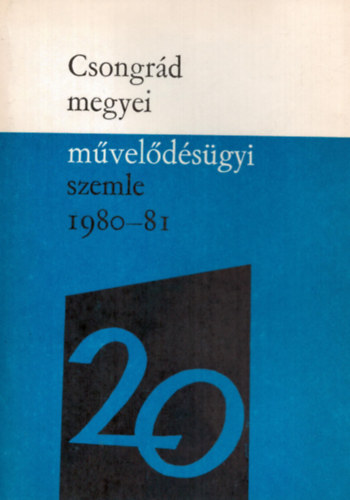 Csongrád
megyei
művelődésügyi
szemle
1980–81
20